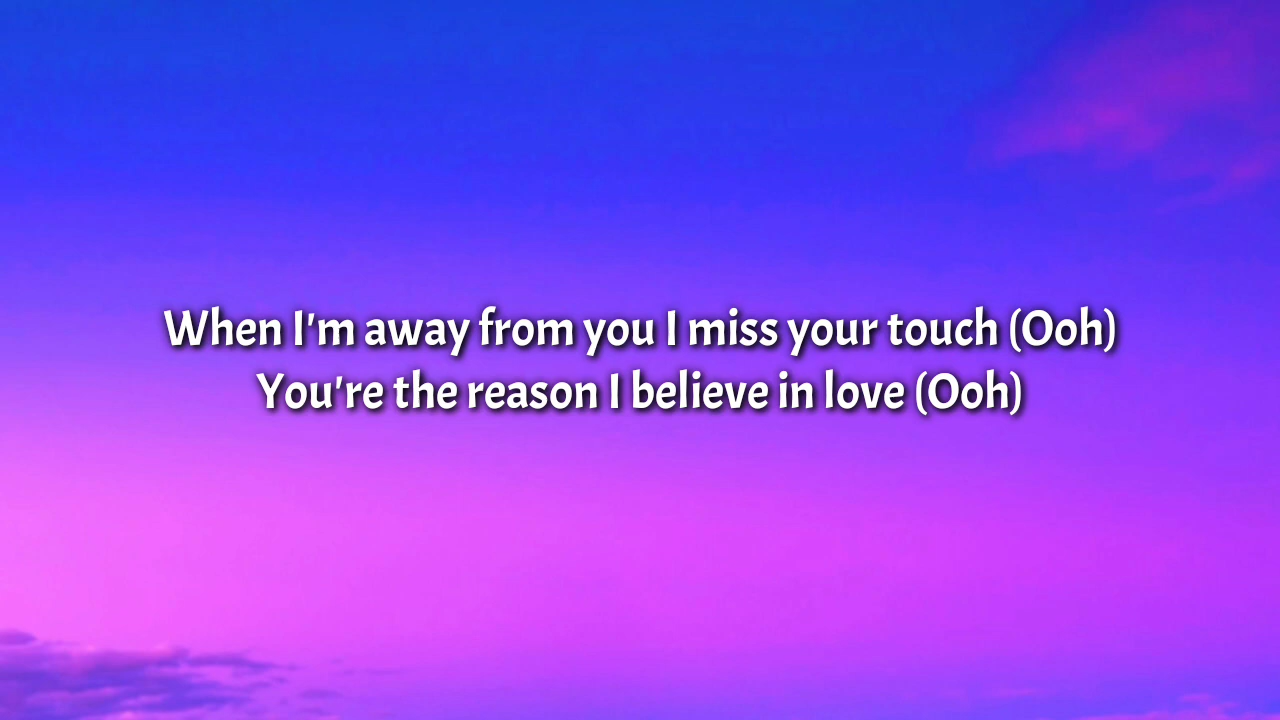 When I'm away from you I miss your touch (Ooh)
You're the reason I believe in love (Ooh)